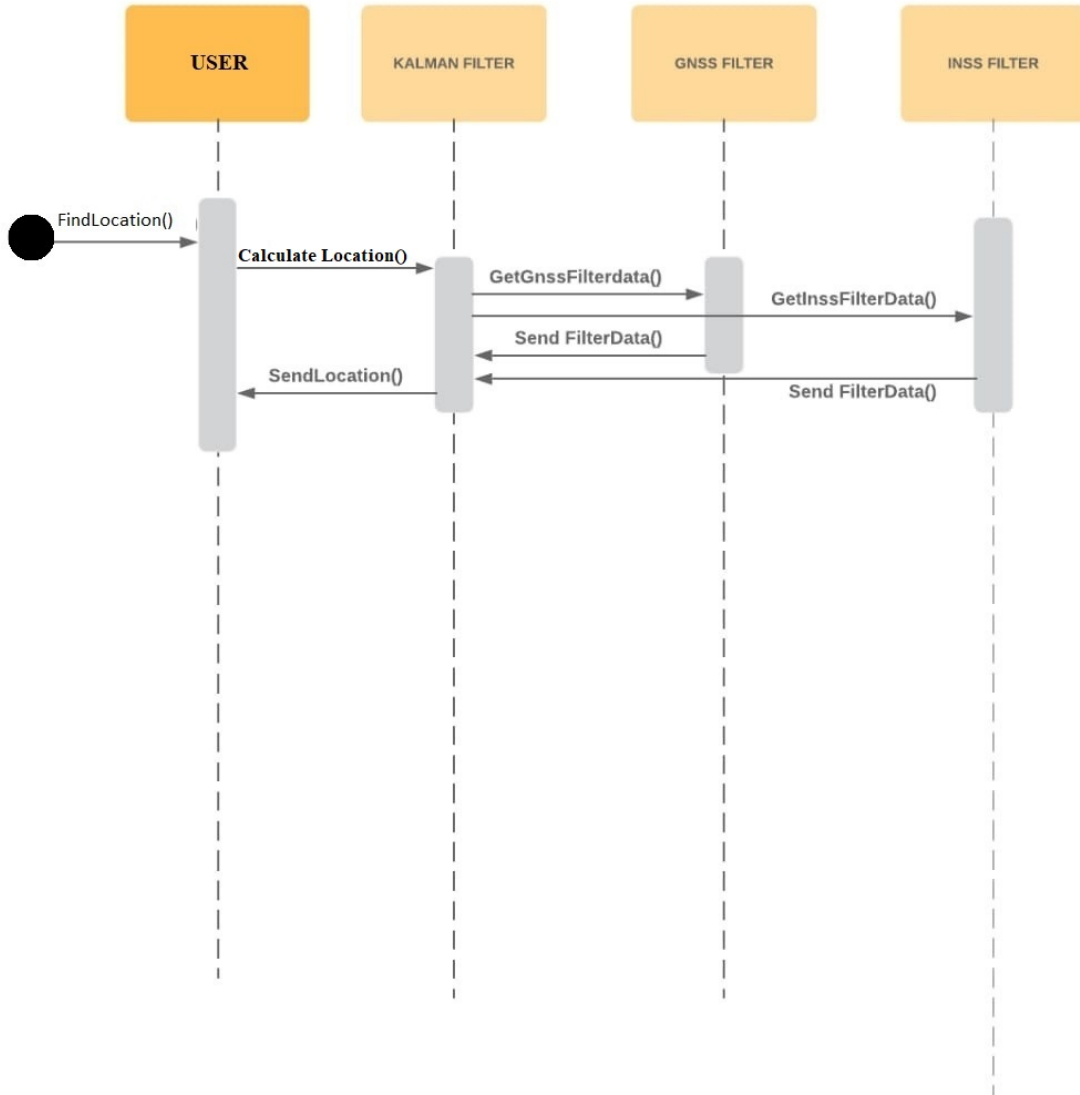 USER
KALMAN FILTER
GNSS FILTER
INSS FILTER
FindLocation()
Calculate Location()
GetGnssFilterdata()
GetInssFilterData()
Send FilterData()
SendLocation()
Send FilterData()